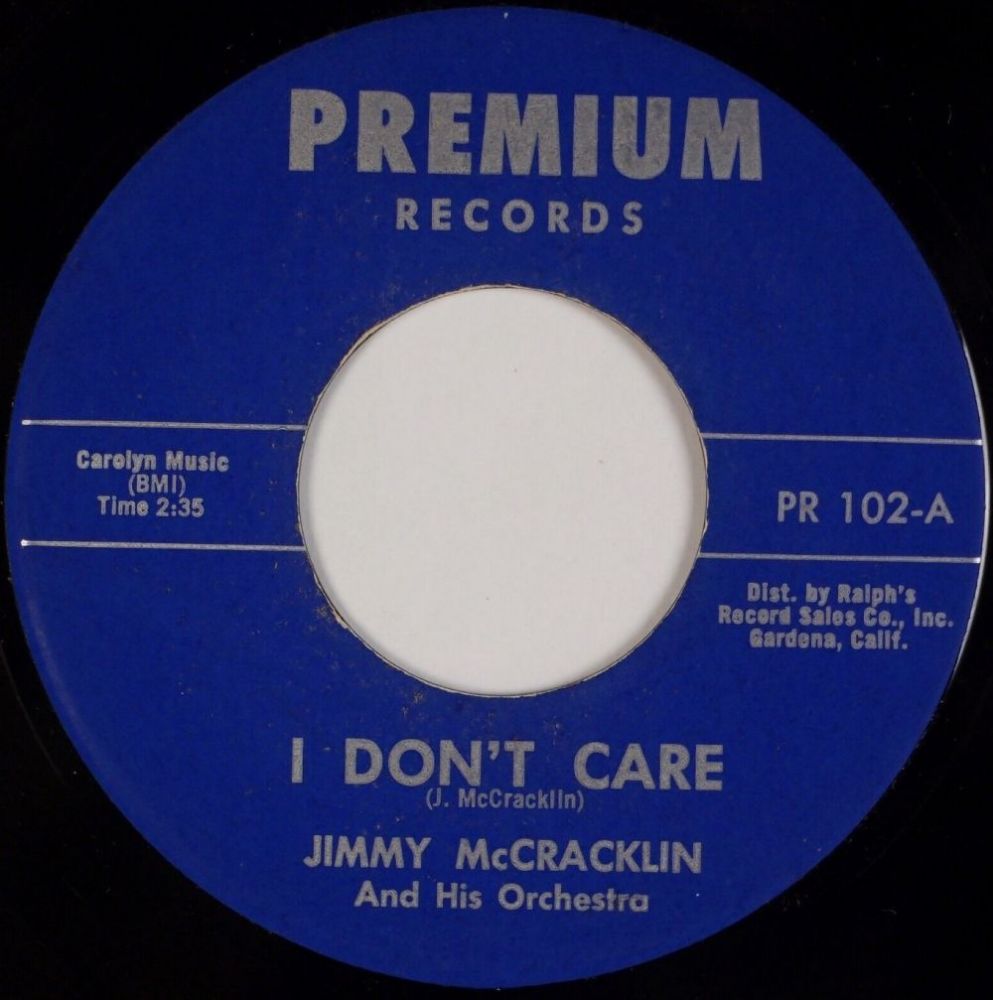 PREMIUM
RECORDS
Carolyn Music
(BMI)
Time 2:35
PR 102-A
Dist. by Ralph's
Record Sales Co., Inc.
Gardena, Calif.
I DON'T CARE
(J. McCracklin)
JIMMY McCRACKLIN
And His Orchestra